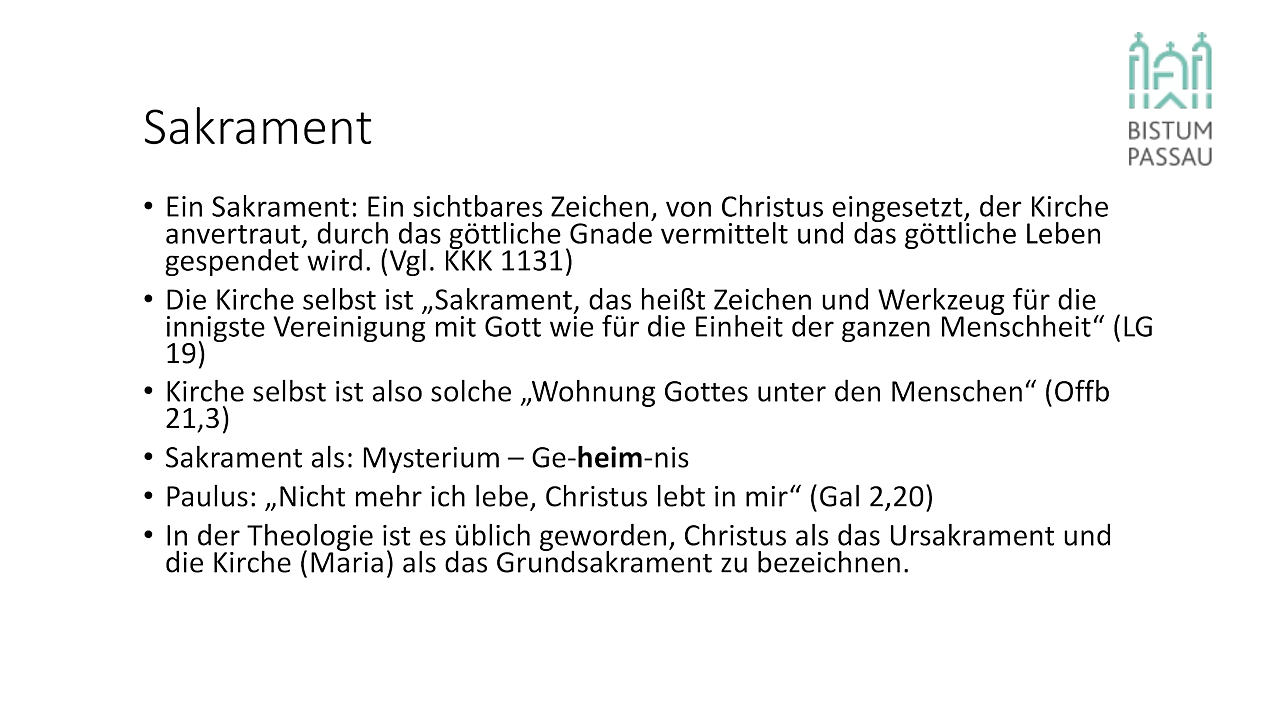 BISTUM
PASSAU
Sakrament
• Ein Sakrament: Ein sichtbares Zeichen, von Christus eingesetzt, der Kirche
anvertraut, durch das göttliche Gnade vermittelt und das göttliche Leben
gespendet wird. (Vgl. KKK 1131)
• Die Kirche selbst ist „Sakrament, das heißt Zeichen und Werkzeug für die
innigste Vereinigung mit Gott wie für die Einheit der ganzen Menschheit“ (LG
19)
• Kirche selbst ist also solche „Wohnung Gottes unter den Menschen“ (Offb
21,3)
• Sakrament als: Mysterium – Ge-heim-nis
• Paulus: „Nicht mehr ich lebe, Christus lebt in mir“ (Gal 2,20)
• In der Theologie ist es üblich geworden, Christus als das Ursakrament und
die Kirche (Maria) als das Grundsakrament zu bezeichnen.